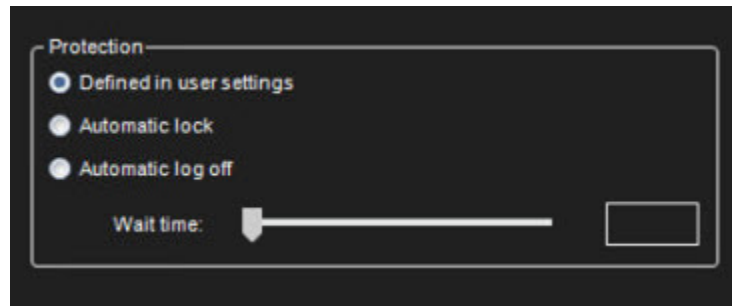 Protection
Defined in user settings
Automatic lock
Automatic log off
Wait time: